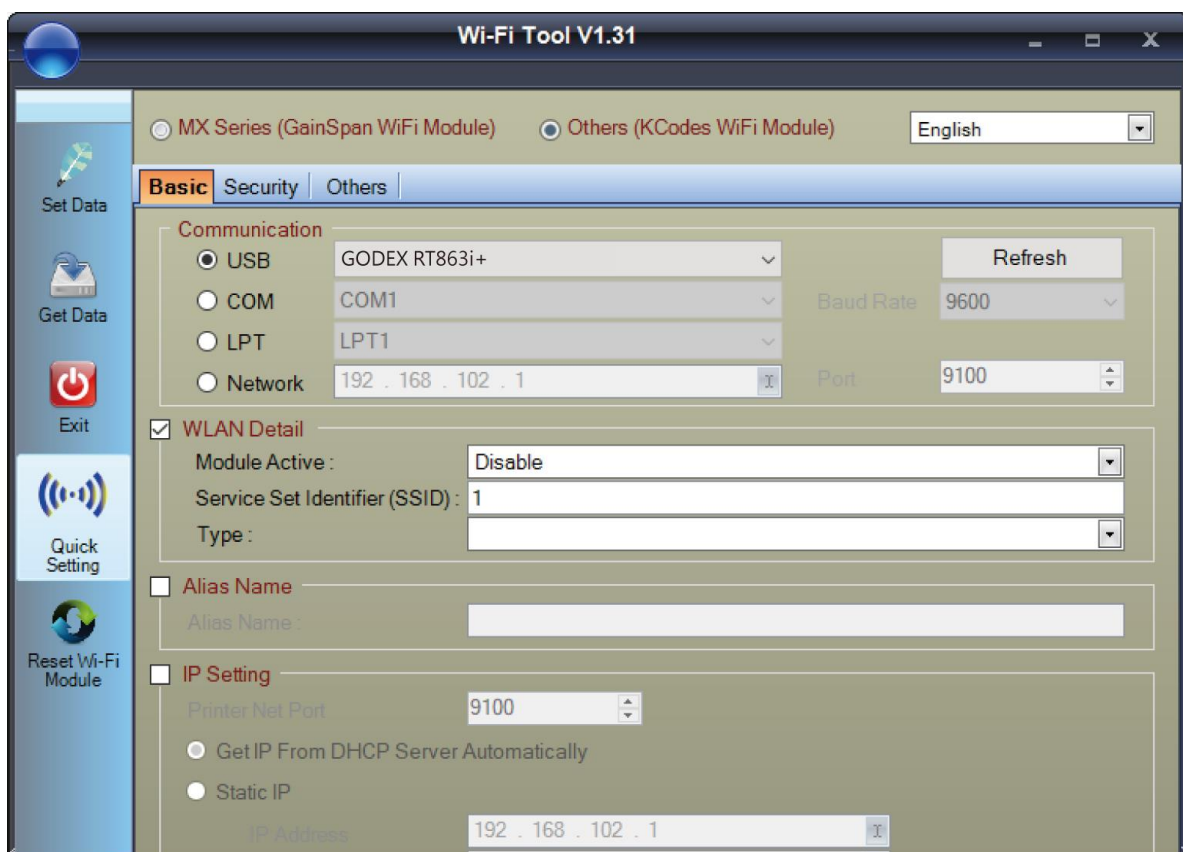 Wi-Fi Tool V1.31
MX Series (GainSpan WiFi Module) Others (KCodes WiFi Module) English
Set Data
Get Data
Exit
Quick
Setting
Reset Wi-Fi
Module
Basic Security Others
Communication
USB GODEX RT863i+ Refresh
COM COM1 Baud Rate 9600
LPT LPT1
Network 192 . 168 . 102 . 1 Port 9100
WLAN Detail
Module Active : Disable
Service Set Identifier (SSID) : 1
Type :
Alias Name
Alias Name :
IP Setting
Printer Net Port 9100
Get IP From DHCP Server Automatically
Static IP
IP Address 192 . 168 . 102 . 1